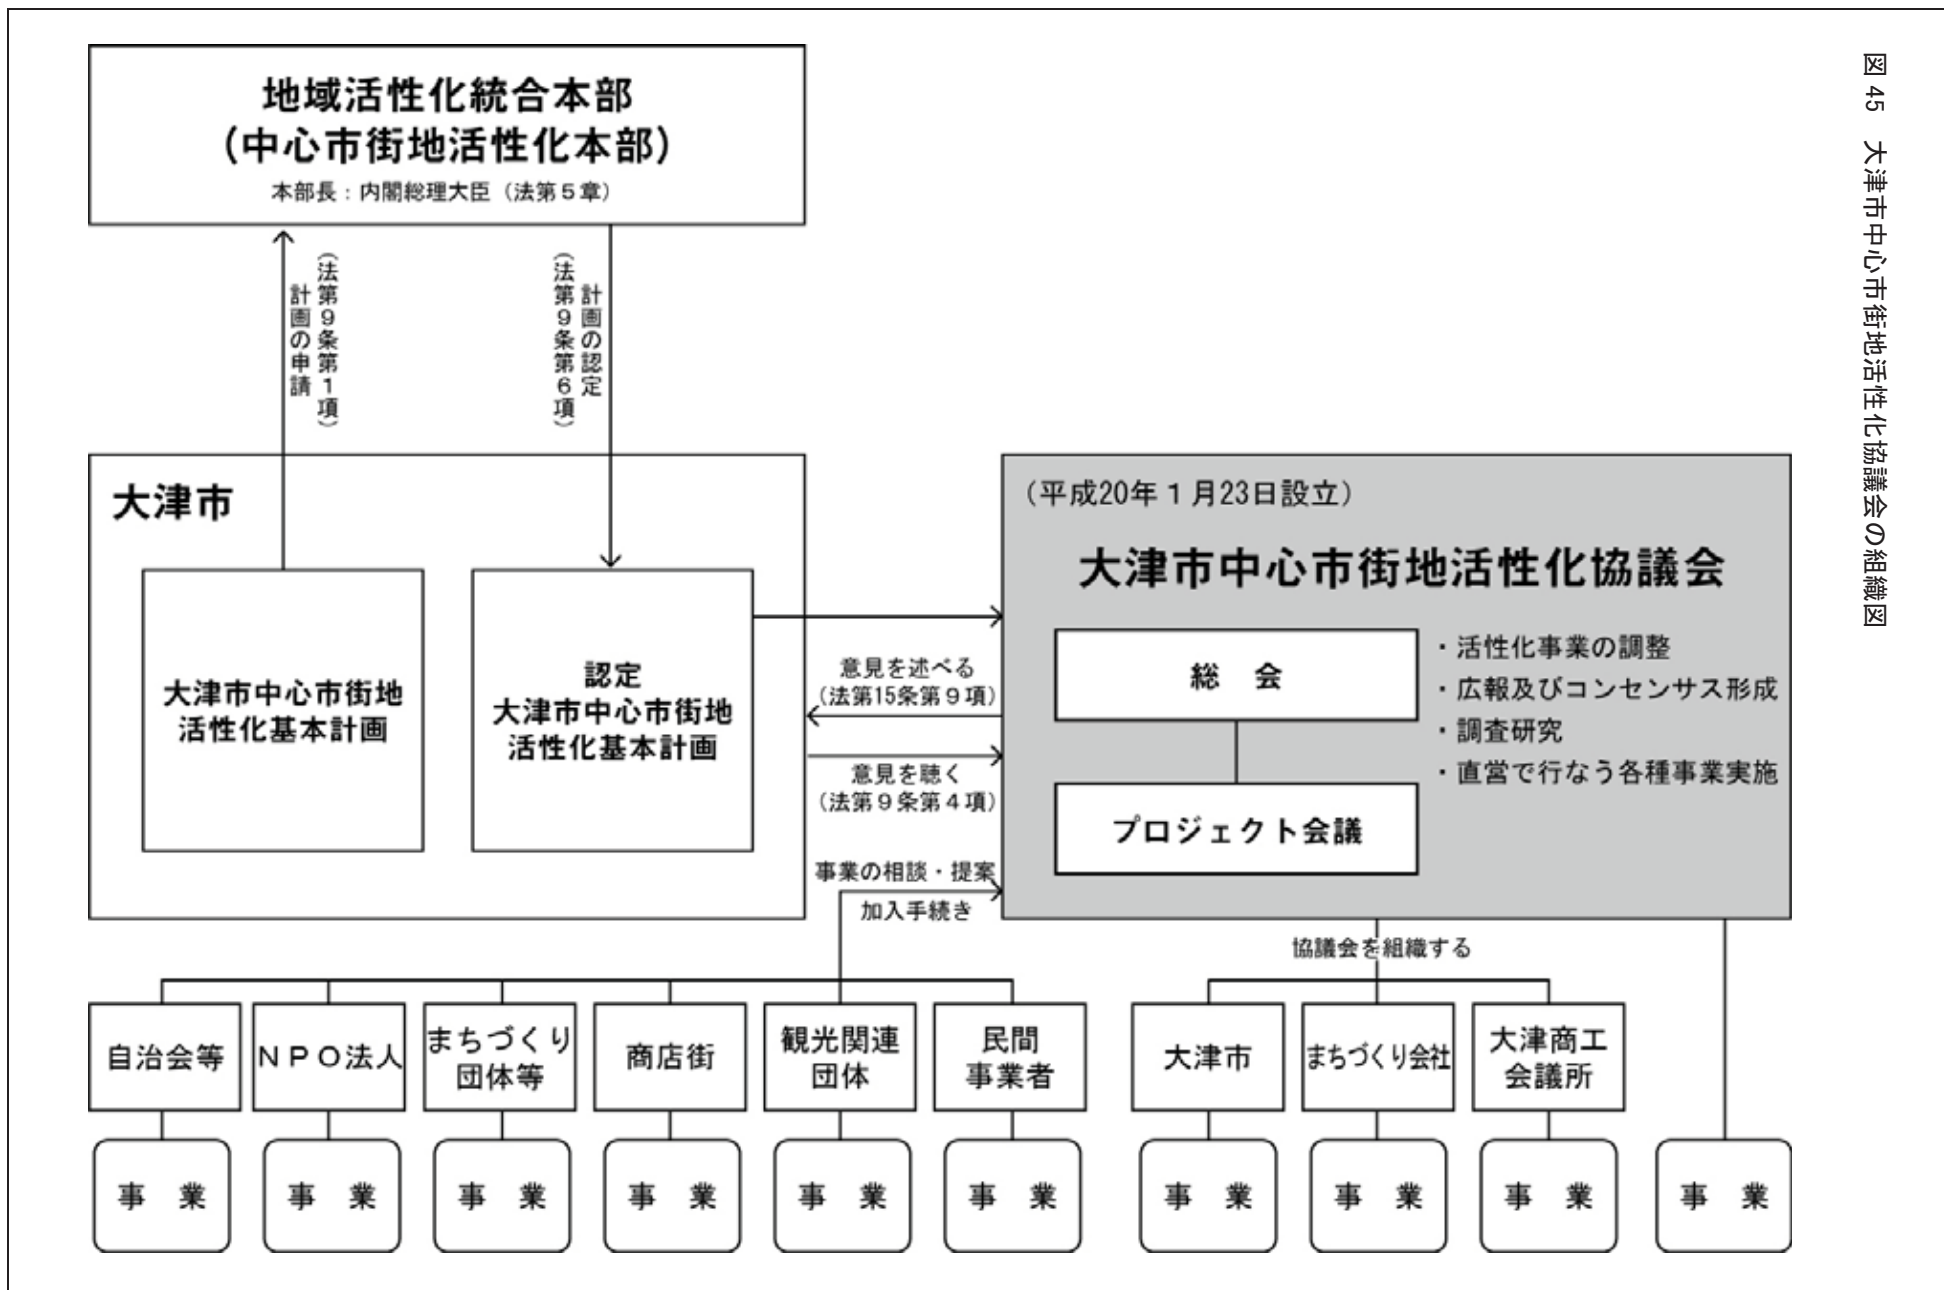 図45　大津市中心市街地活性化協議会の組織図
地域活性化統合本部
（中心市街地活性化本部）
本部長：内閣総理大臣（法第５章）
計画の申請
（法第９条第１項）
計画の認定
（法第９条第６項）
大津市
大津市中心市街地
活性化基本計画
認定
大津市中心市街地
活性化基本計画
意見を述べる
（法第15条第９項）
意見を聴く
（法第９条第４項）
事業の相談・提案
加入手続き
（平成20年１月23日設立）
大津市中心市街地活性化協議会
総　会
プロジェクト会議
・活性化事業の調整
・広報及びコンセンサス形成
・調査研究
・直営で行なう各種事業実施
協議会を組織する
自治会等
ＮＰＯ法人
まちづくり
団体等
商店街
観光関連
団体
民間
事業者
大津市
まちづくり会社
大津商工
会議所
事　業
事　業
事　業
事　業
事　業
事　業
事　業
事　業
事　業
事　業